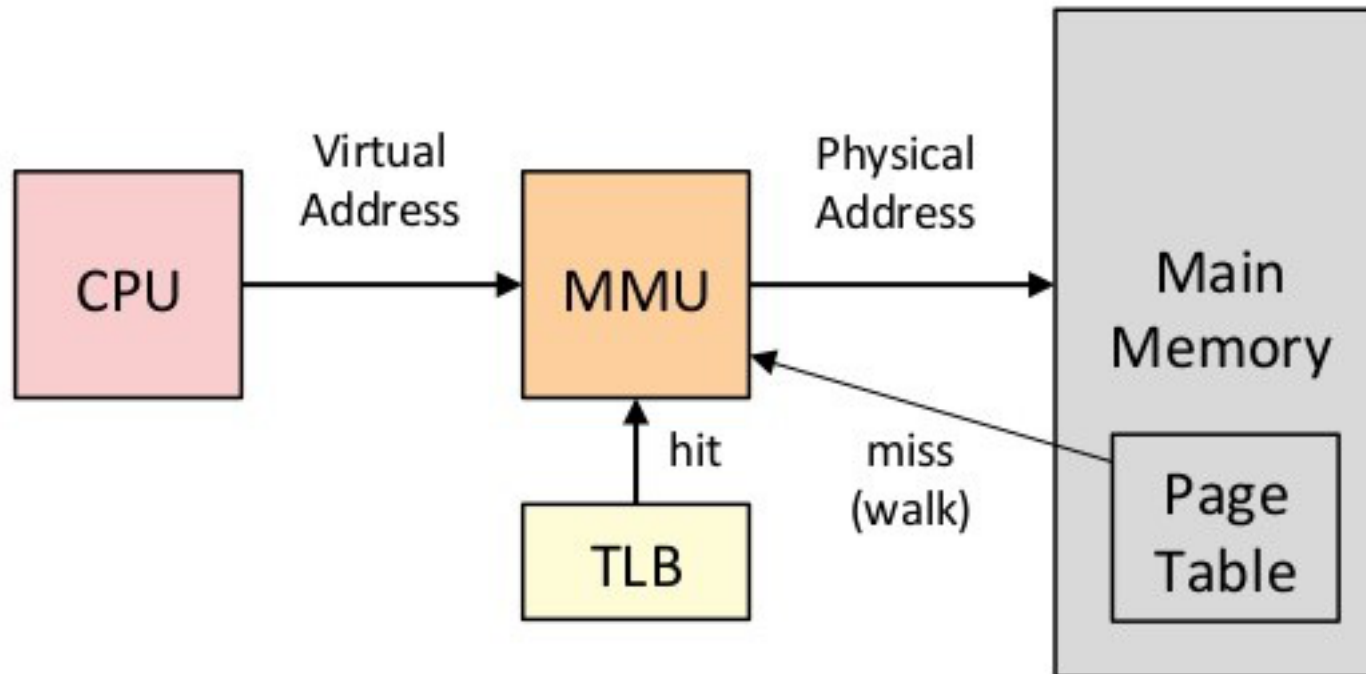 Virtual
Address
Physical
Address
CPU
MMU
Main
Memory
hit
miss
(walk)
TLB
Page
Table